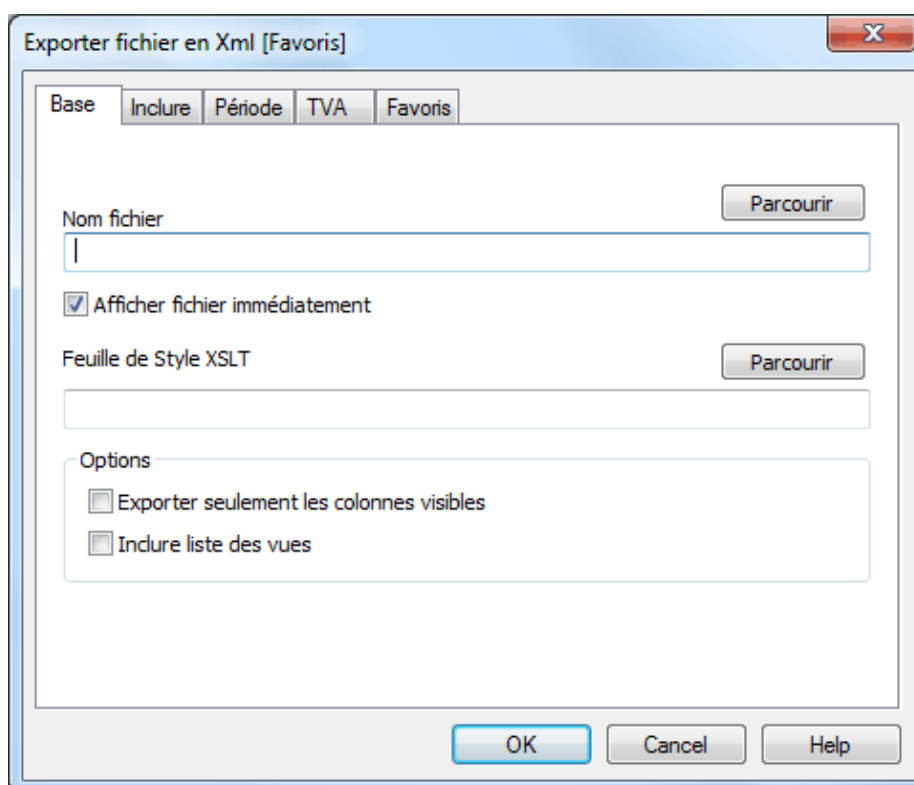 Exporter fichier en Xml [Favoris]
Base Inclure Période TVA Favoris
Parcourir
Nom fichier
Afficher fichier immédiatement
Feuille de Style XSLT
Parcourir
Options
Exporter seulement les colonnes visibles
Inclure liste des vues
OK Cancel Help